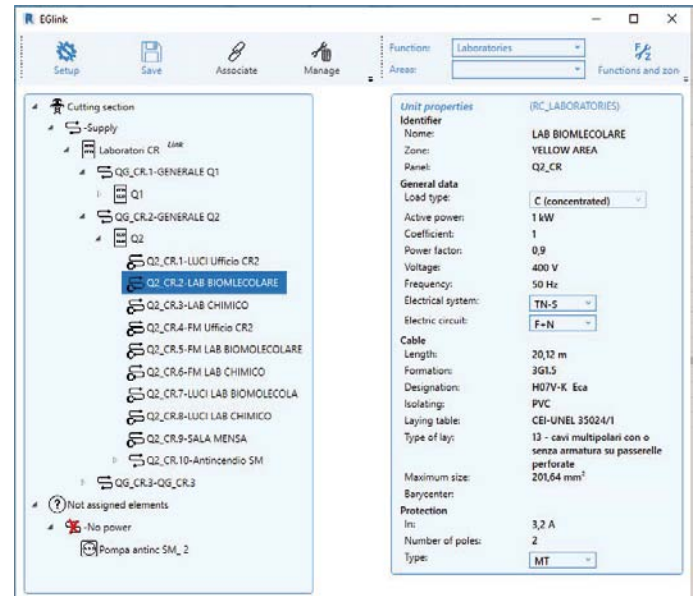 R EGlink
Function: Laboratories
Areas:
Setup Save Associate Manage Functions and zon
Cutting section
-Supply
Laboratori CR Link
QG_CR.1-GENERALE Q1
Q1
QG_CR.2-GENERALE Q2
Q2
Q2_CR.1-LUCI Ufficio CR2
Q2_CR.2-LAB BIOMLECOLARE
Q2_CR.3-LAB CHIMICO
Q2_CR.4-FM Ufficio CR2
Q2_CR.5-FM LAB BIOMOLECOLARE
Q2_CR.6-FM LAB CHIMICO
Q2_CR.7-LUCI LAB BIOMOLECOLA
Q2_CR.8-LUCI LAB CHIMICO
Q2_CR.9-SALA MENSA
Q2_CR.10-Antincendio SM
QG_CR.3-QG_CR.3
Not assigned elements
-No power
Pompa antinc SM_ 2
Unit properties (RC_LABORATORIES)
Identifier
Nome: LAB BIOMLECOLARE
Zone: YELLOW AREA
Panel: Q2_CR
General data
Load type: C (concentrated)
Active power: 1 kW
Coefficient: 1
Power factor: 0,9
Voltage: 400 V
Frequency: 50 Hz
Electrical system: TN-S
Electric circuit: F+N
Cable
Length: 20,12 m
Formation: 3G1.5
Designation: H07V-K Eca
Isolating: PVC
Laying table: CEI-UNEL 35024/1
Type of lay: 13 - cavi multipolari con o
senza armatura su passerelle
perforate
Maximum size: 201,64 mm²
Barycenter:
Protection
In: 3,2 A
Number of poles: 2
Type: MT